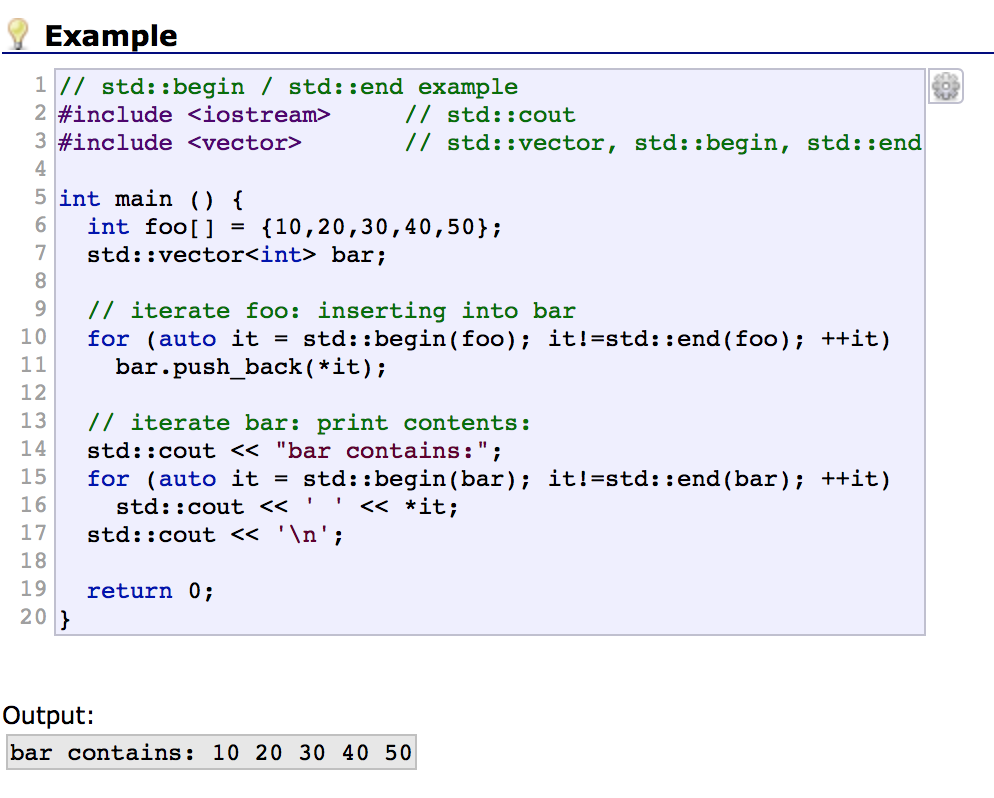 Example
1 // std::begin / std::end example
2 #include <iostream>     // std::cout
3 #include <vector>       // std::vector, std::begin, std::end
4
5 int main () {
6   int foo[] = {10,20,30,40,50};
7   std::vector<int> bar;
8
9   // iterate foo: inserting into bar
10   for (auto it = std::begin(foo); it!=std::end(foo); ++it)
11     bar.push_back(*it);
12
13   // iterate bar: print contents:
14   std::cout << "bar contains:";
15   for (auto it = std::begin(bar); it!=std::end(bar); ++it)
16     std::cout << ' ' << *it;
17   std::cout << '\n';
18
19   return 0;
20 }
Output:
bar contains: 10 20 30 40 50